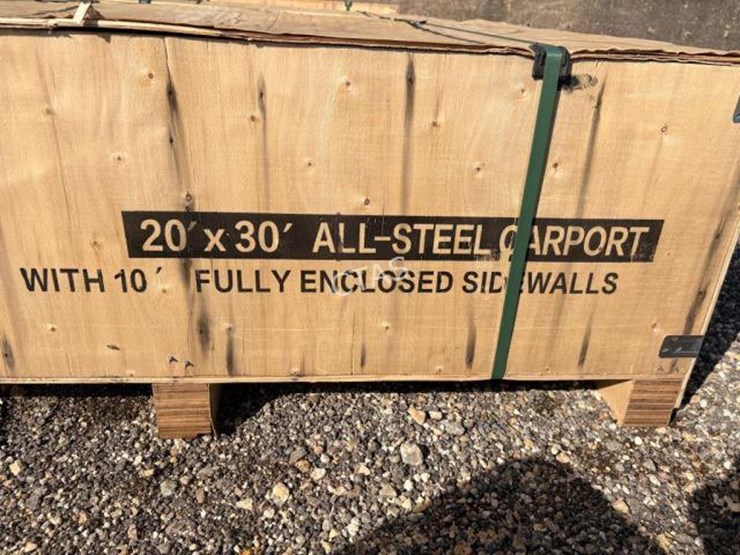 20′ x 30′ ALL-STEEL CARPORT
WITH 10′ FULLY ENCLOSED SIDEWALLS